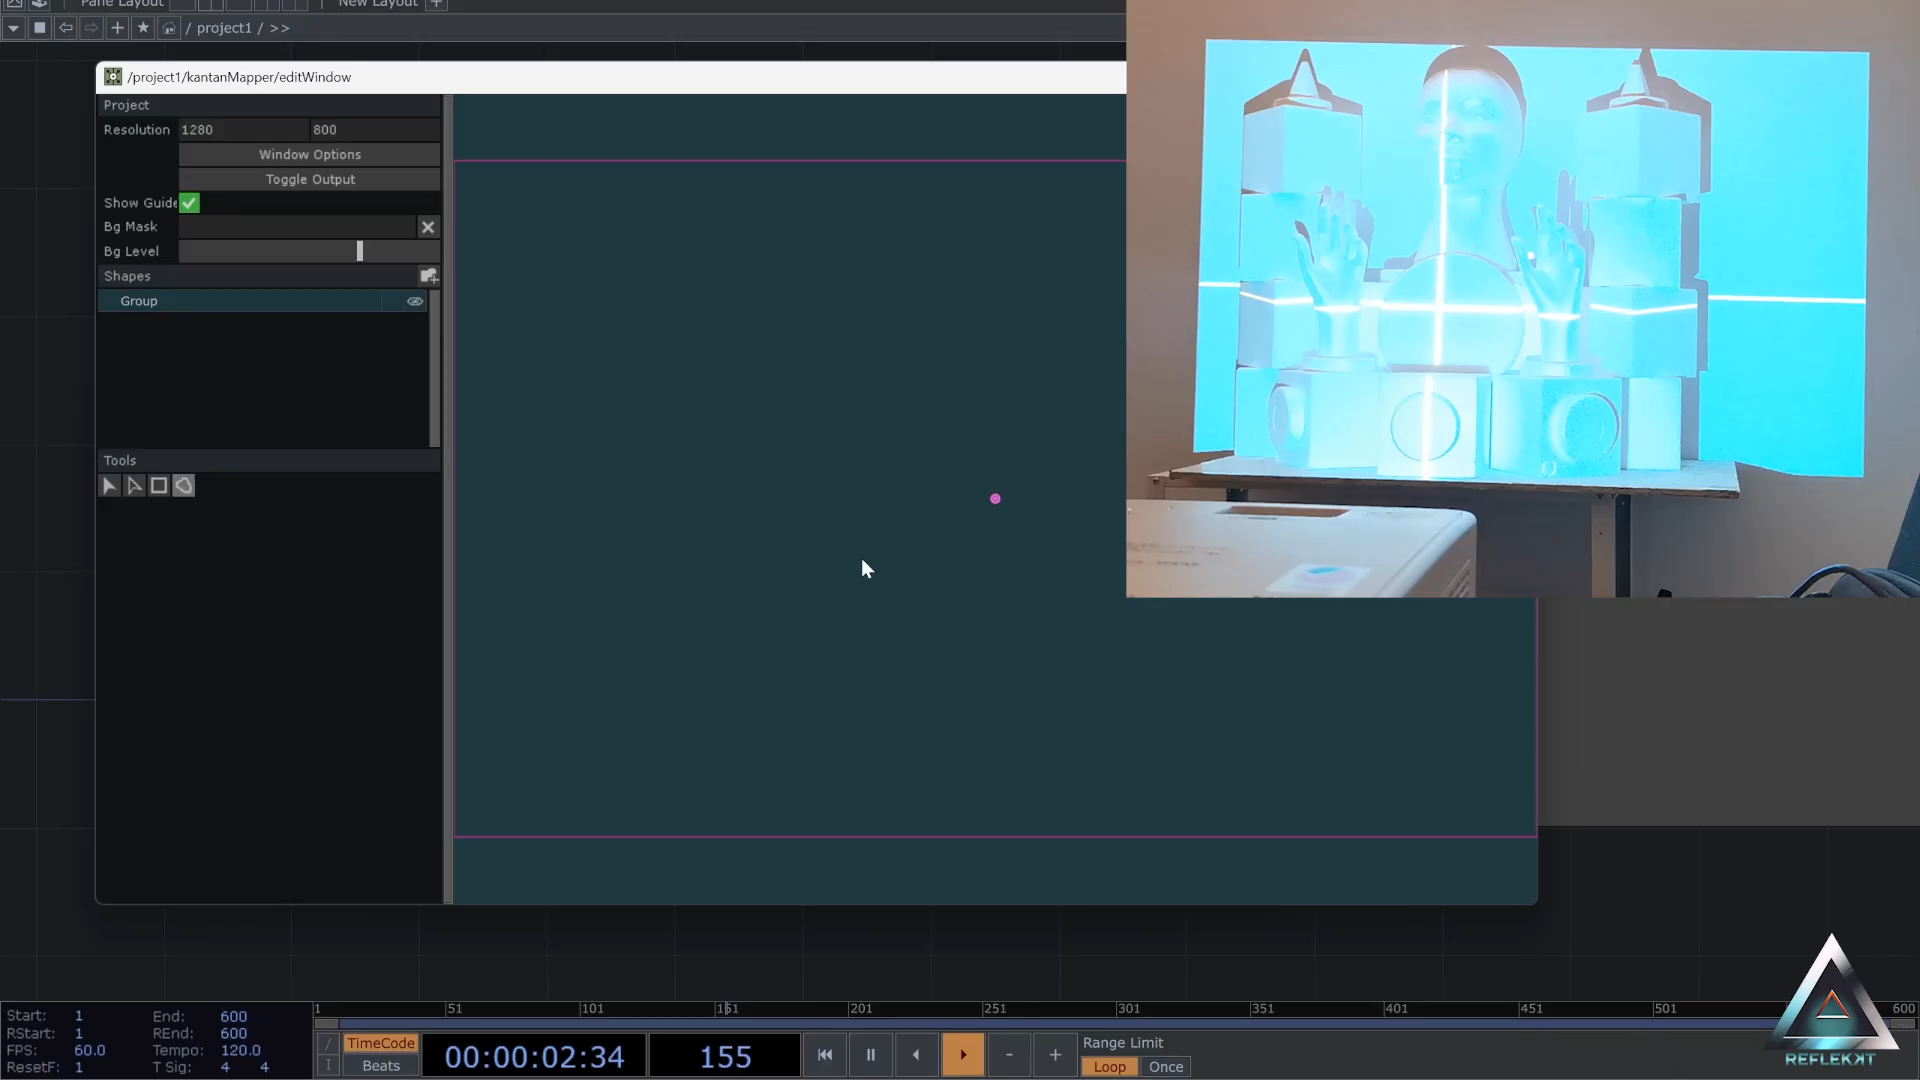 Pane Layout
New Layout
/ project1 / >>
/project1/kantanMapper/editWindow
Project
Resolution 1280 800
Window Options
Toggle Output
Show Guide
Bg Mask
Bg Level
Shapes
Group
Tools
1 51 101 151 201 251 301 351 401 451 501 600
Start: 1 End: 600
RStart: 1 REnd: 600
FPS: 60.0 Tempo: 120.0
ResetF: 1 T Sig: 4 4
/
I
TimeCode
Beats
00:00:02:34
155
- +
Range Limit
Loop Once
REFLEKKT